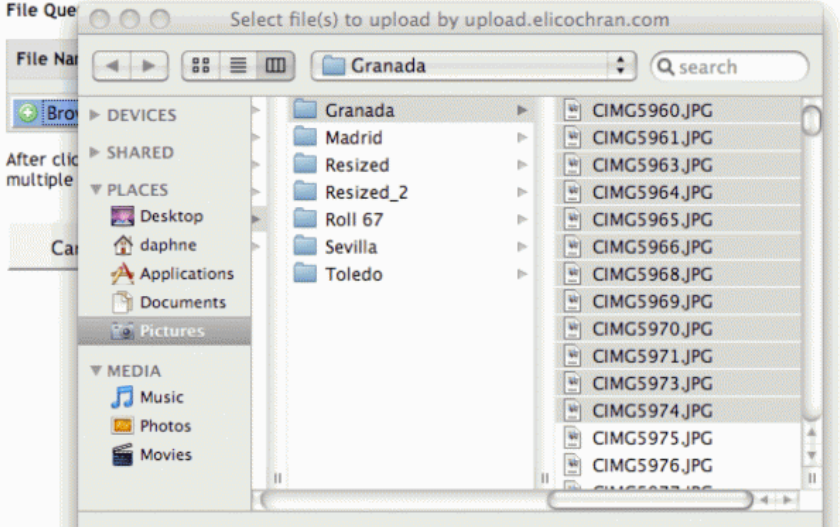 File Que
Select file(s) to upload by upload.elicochran.com
File Nar
Granada
search
Brow
After clic
multiple
Car
DEVICES
SHARED
PLACES
Desktop
daphne
Applications
Documents
Pictures
MEDIA
Music
Photos
Movies
Granada
Madrid
Resized
Resized_2
Roll 67
Sevilla
Toledo
CIMG5960.JPG
CIMG5961.JPG
CIMG5963.JPG
CIMG5964.JPG
CIMG5965.JPG
CIMG5966.JPG
CIMG5968.JPG
CIMG5969.JPG
CIMG5970.JPG
CIMG5971.JPG
CIMG5973.JPG
CIMG5974.JPG
CIMG5975.JPG
CIMG5976.JPG